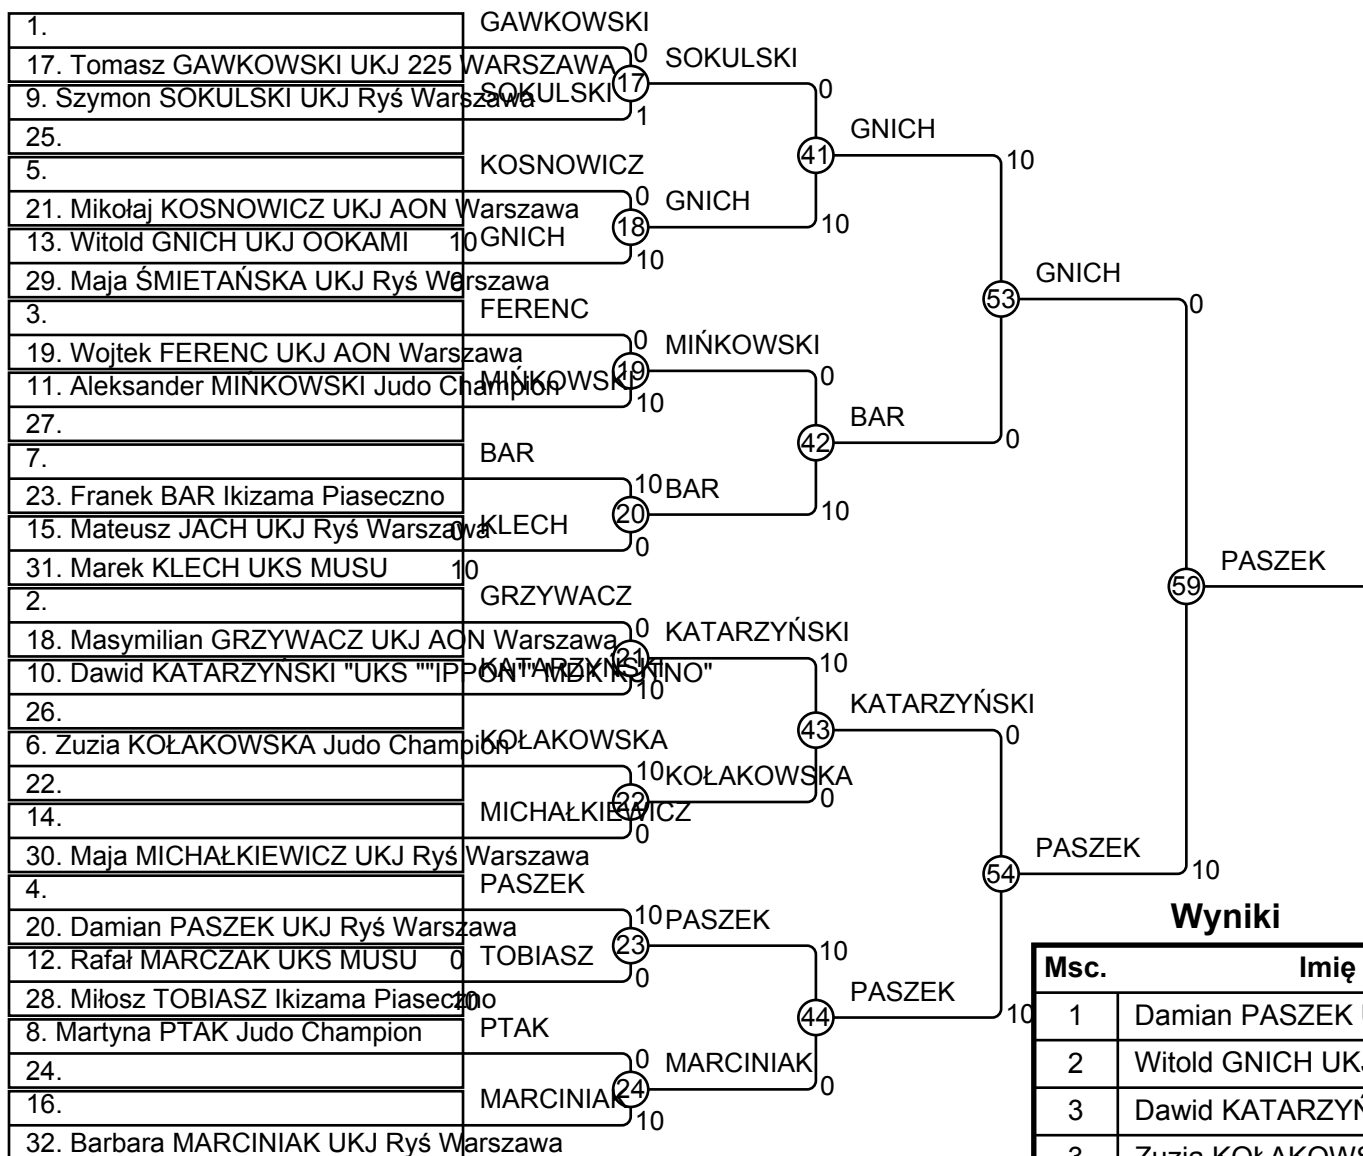 1.
GAWKOWSKI
17. Tomasz GAWKOWSKI UKJ 225 WARSZAWA
0
17
SOKULSKI
9. Szymon SOKULSKI UKJ Ryś Warszawa
SOKULSKI
1
0
25.
41
GNICH
5.
KOSNOWICZ
10
21. Mikołaj KOSNOWICZ UKJ AON Warszawa
0
18
GNICH
10
13. Witold GNICH UKJ OOKAMI 10
GNICH
10
29. Maja ŚMIETAŃSKA UKJ Ryś Warszawa 0
53
GNICH
0
3.
FERENC
19. Wojtek FERENC UKJ AON Warszawa
0
19
MIŃKOWSKI
11. Aleksander MIŃKOWSKI Judo Champion
MIŃKOWSKI
10
0
27.
42
BAR
0
7.
BAR
23. Franek BAR Ikizama Piaseczno
10
20
BAR
10
15. Mateusz JACH UKJ Ryś Warszawa 0
KLECH
0
31. Marek KLECH UKS MUSU 10
59
PASZEK
2.
GRZYWACZ
18. Masymilian GRZYWACZ UKJ AON Warszawa
0
21
KATARZYŃSKI
10. Dawid KATARZYŃSKI "UKS ""IPPON"" MDK KUTNO"
KATARZYŃSKI
10
10
26.
43
KATARZYŃSKI
0
6. Zuzia KOŁAKOWSKA Judo Champion
KOŁAKOWSKA
22.
10
22
KOŁAKOWSKA
0
14.
MICHAŁKIEWICZ
0
30. Maja MICHAŁKIEWICZ UKJ Ryś Warszawa
54
PASZEK
10
4.
PASZEK
20. Damian PASZEK UKJ Ryś Warszawa
10
23
PASZEK
12. Rafał MARCZAK UKS MUSU 0
TOBIASZ
0
10
28. Miłosz TOBIASZ Ikizama Piaseczno 10
44
PASZEK
10
8. Martyna PTAK Judo Champion
PTAK
24.
0
24
MARCINIAK
0
16.
MARCINIAK
10
32. Barbara MARCINIAK UKJ Ryś Warszawa
Wyniki
Msc. Imię
1 Damian PASZEK
2 Witold GNICH UKJ
3 Dawid KATARZYŃ
3 Zuzia KOŁAKOWS